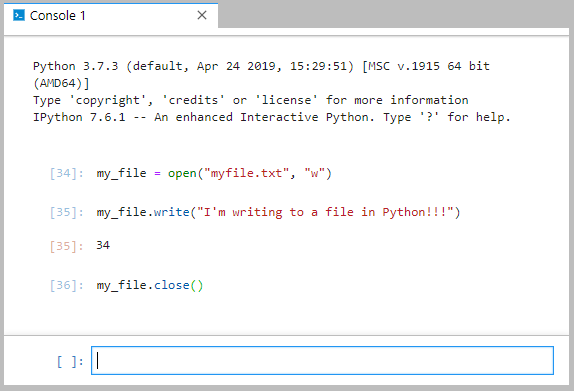 Console 1
Python 3.7.3 (default, Apr 24 2019, 15:29:51) [MSC v.1915 64 bit
(AMD64)]
Type 'copyright', 'credits' or 'license' for more information
IPython 7.6.1 -- An enhanced Interactive Python. Type '?' for help.
[34]: my_file = open("myfile.txt", "w")
[35]: my_file.write("I'm writing to a file in Python!!!")
[35]: 34
[36]: my_file.close()
[ ]: